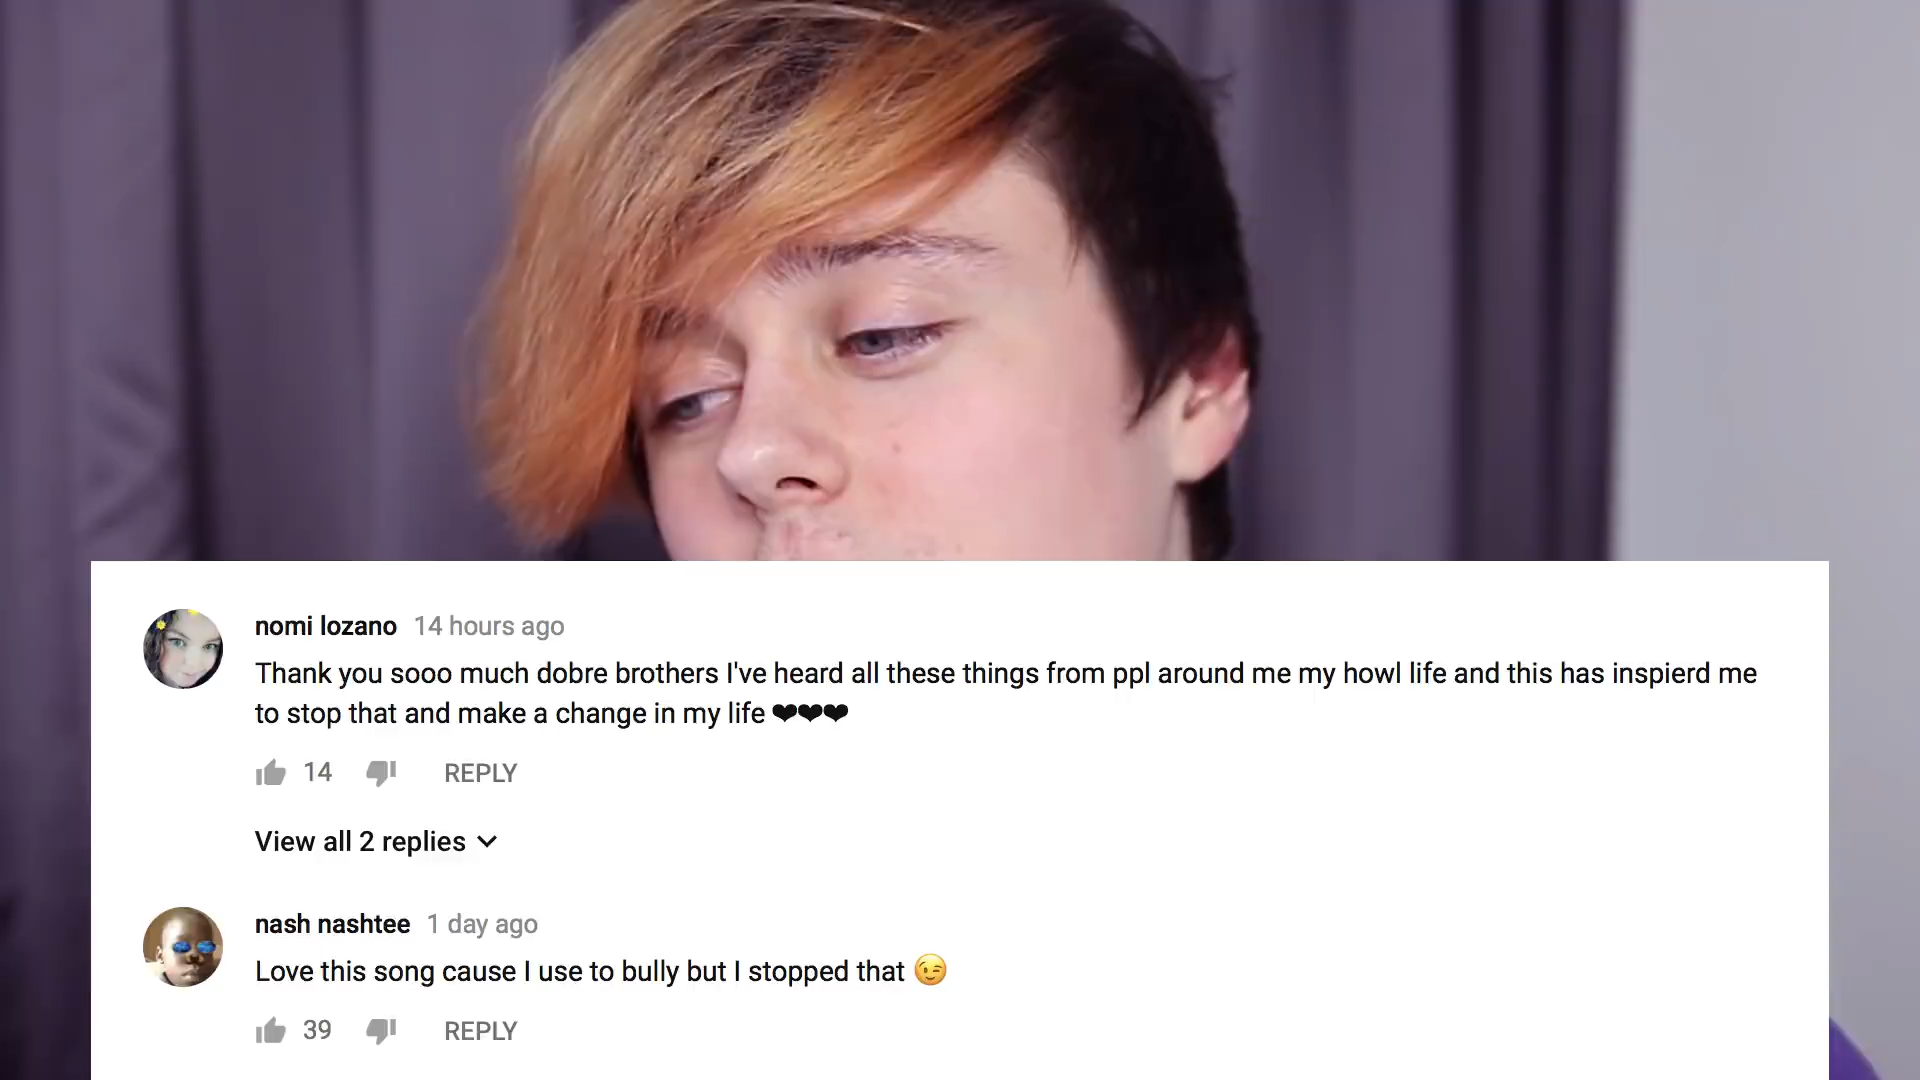 nomi lozano 14 hours ago
Thank you sooo much dobre brothers I've heard all these things from ppl around me my howl life and this has inspierd me
to stop that and make a change in my life ❤❤❤
14 REPLY
View all 2 replies
nash nashtee 1 day ago
Love this song cause I use to bully but I stopped that 😉
39 REPLY